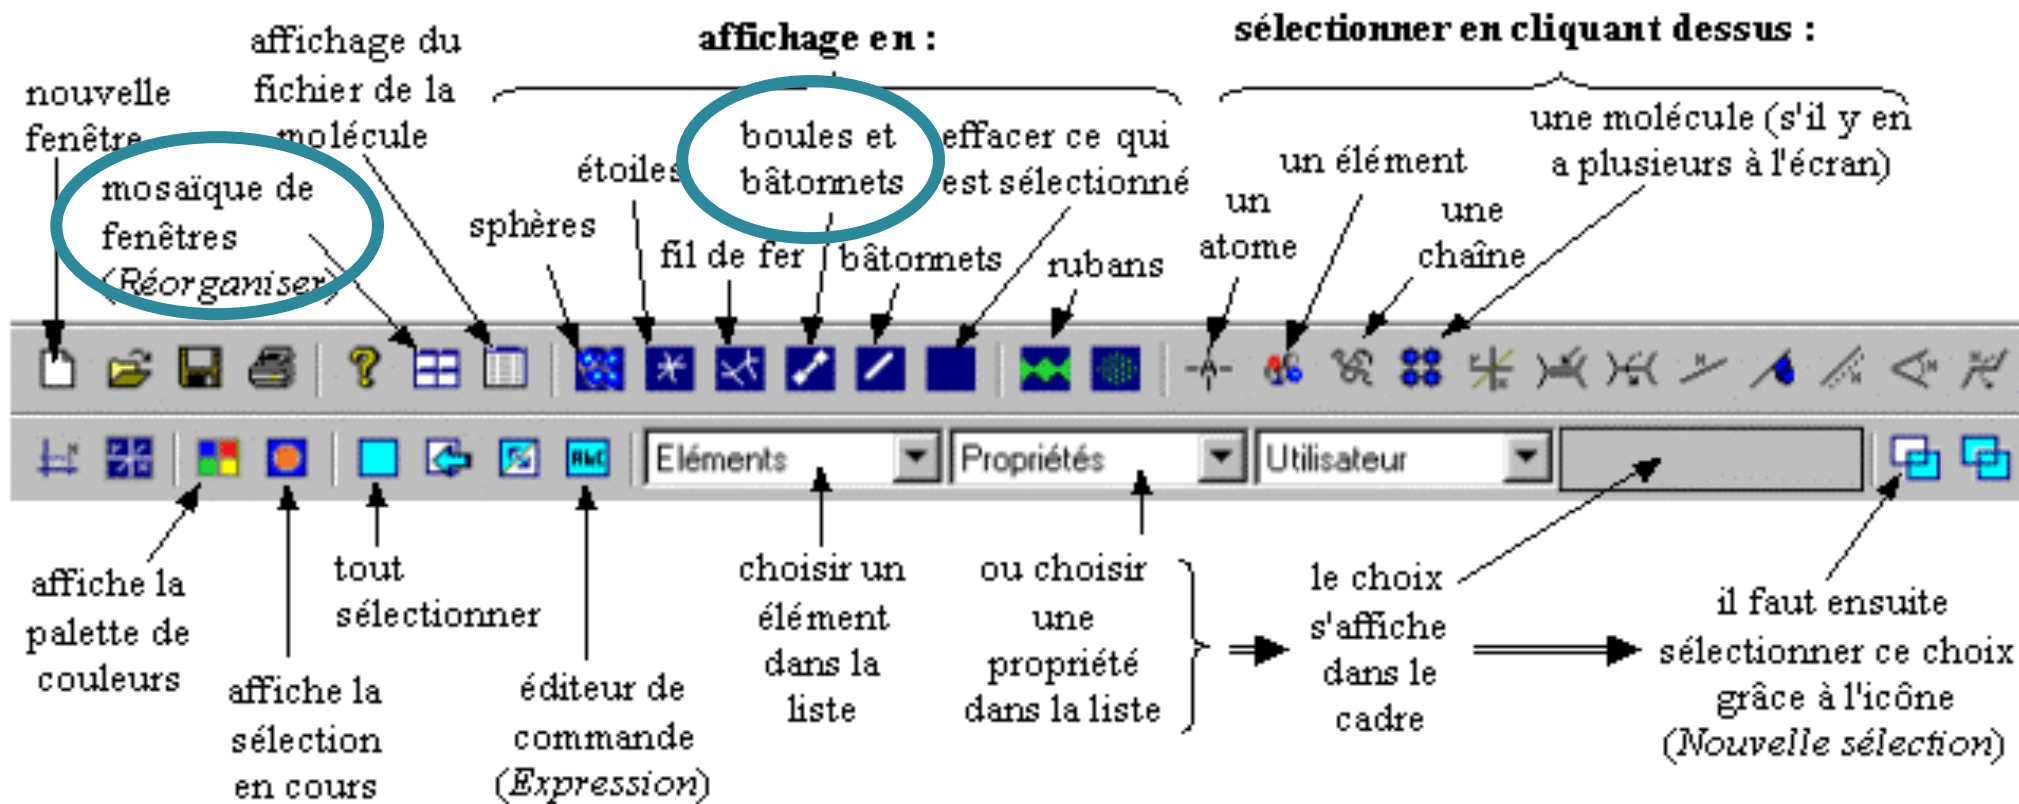 affichage du
fichier de la
molécule
affichage en :
sélectionner en cliquant dessus :
nouvelle
fenêtre
mosaïque de
fenêtres
(Réorganiser)
sphères
étoiles
fil de fer
boules et
bâtonnets
bâtonnets
effacer ce qui
est sélectionné
rubans
un
atome
un élément
une
chaîne
une molécule (s'il y en
a plusieurs à l'écran)
?
A
ABC
Eléments
Propriétés
Utilisateur
affiche la
palette de
couleurs
affiche la
sélection
en cours
tout
sélectionner
éditeur de
commande
(Expression)
choisir un
élément
dans la
liste
ou choisir
une
propriété
dans la liste
le choix
s'affiche
dans le
cadre
il faut ensuite
sélectionner ce choix
grâce à l'icône
(Nouvelle sélection)